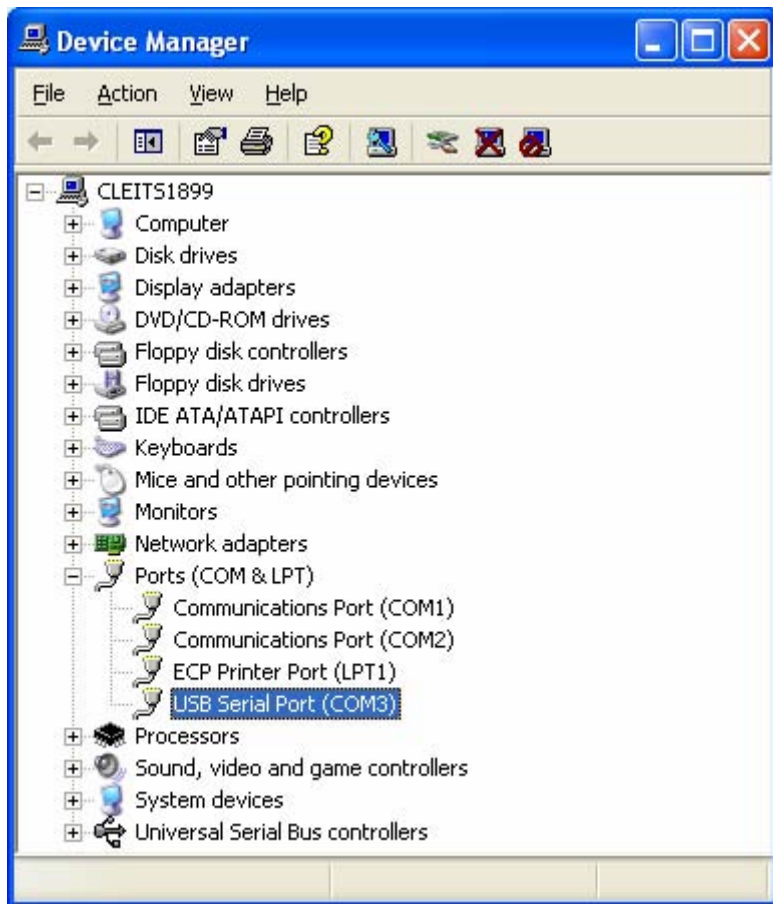 Device Manager
File Action View Help
CLEITS1899
Computer
Disk drives
Display adapters
DVD/CD-ROM drives
Floppy disk controllers
Floppy disk drives
IDE ATA/ATAPI controllers
Keyboards
Mice and other pointing devices
Monitors
Network adapters
Ports (COM & LPT)
Communications Port (COM1)
Communications Port (COM2)
ECP Printer Port (LPT1)
USB Serial Port (COM3)
Processors
Sound, video and game controllers
System devices
Universal Serial Bus controllers